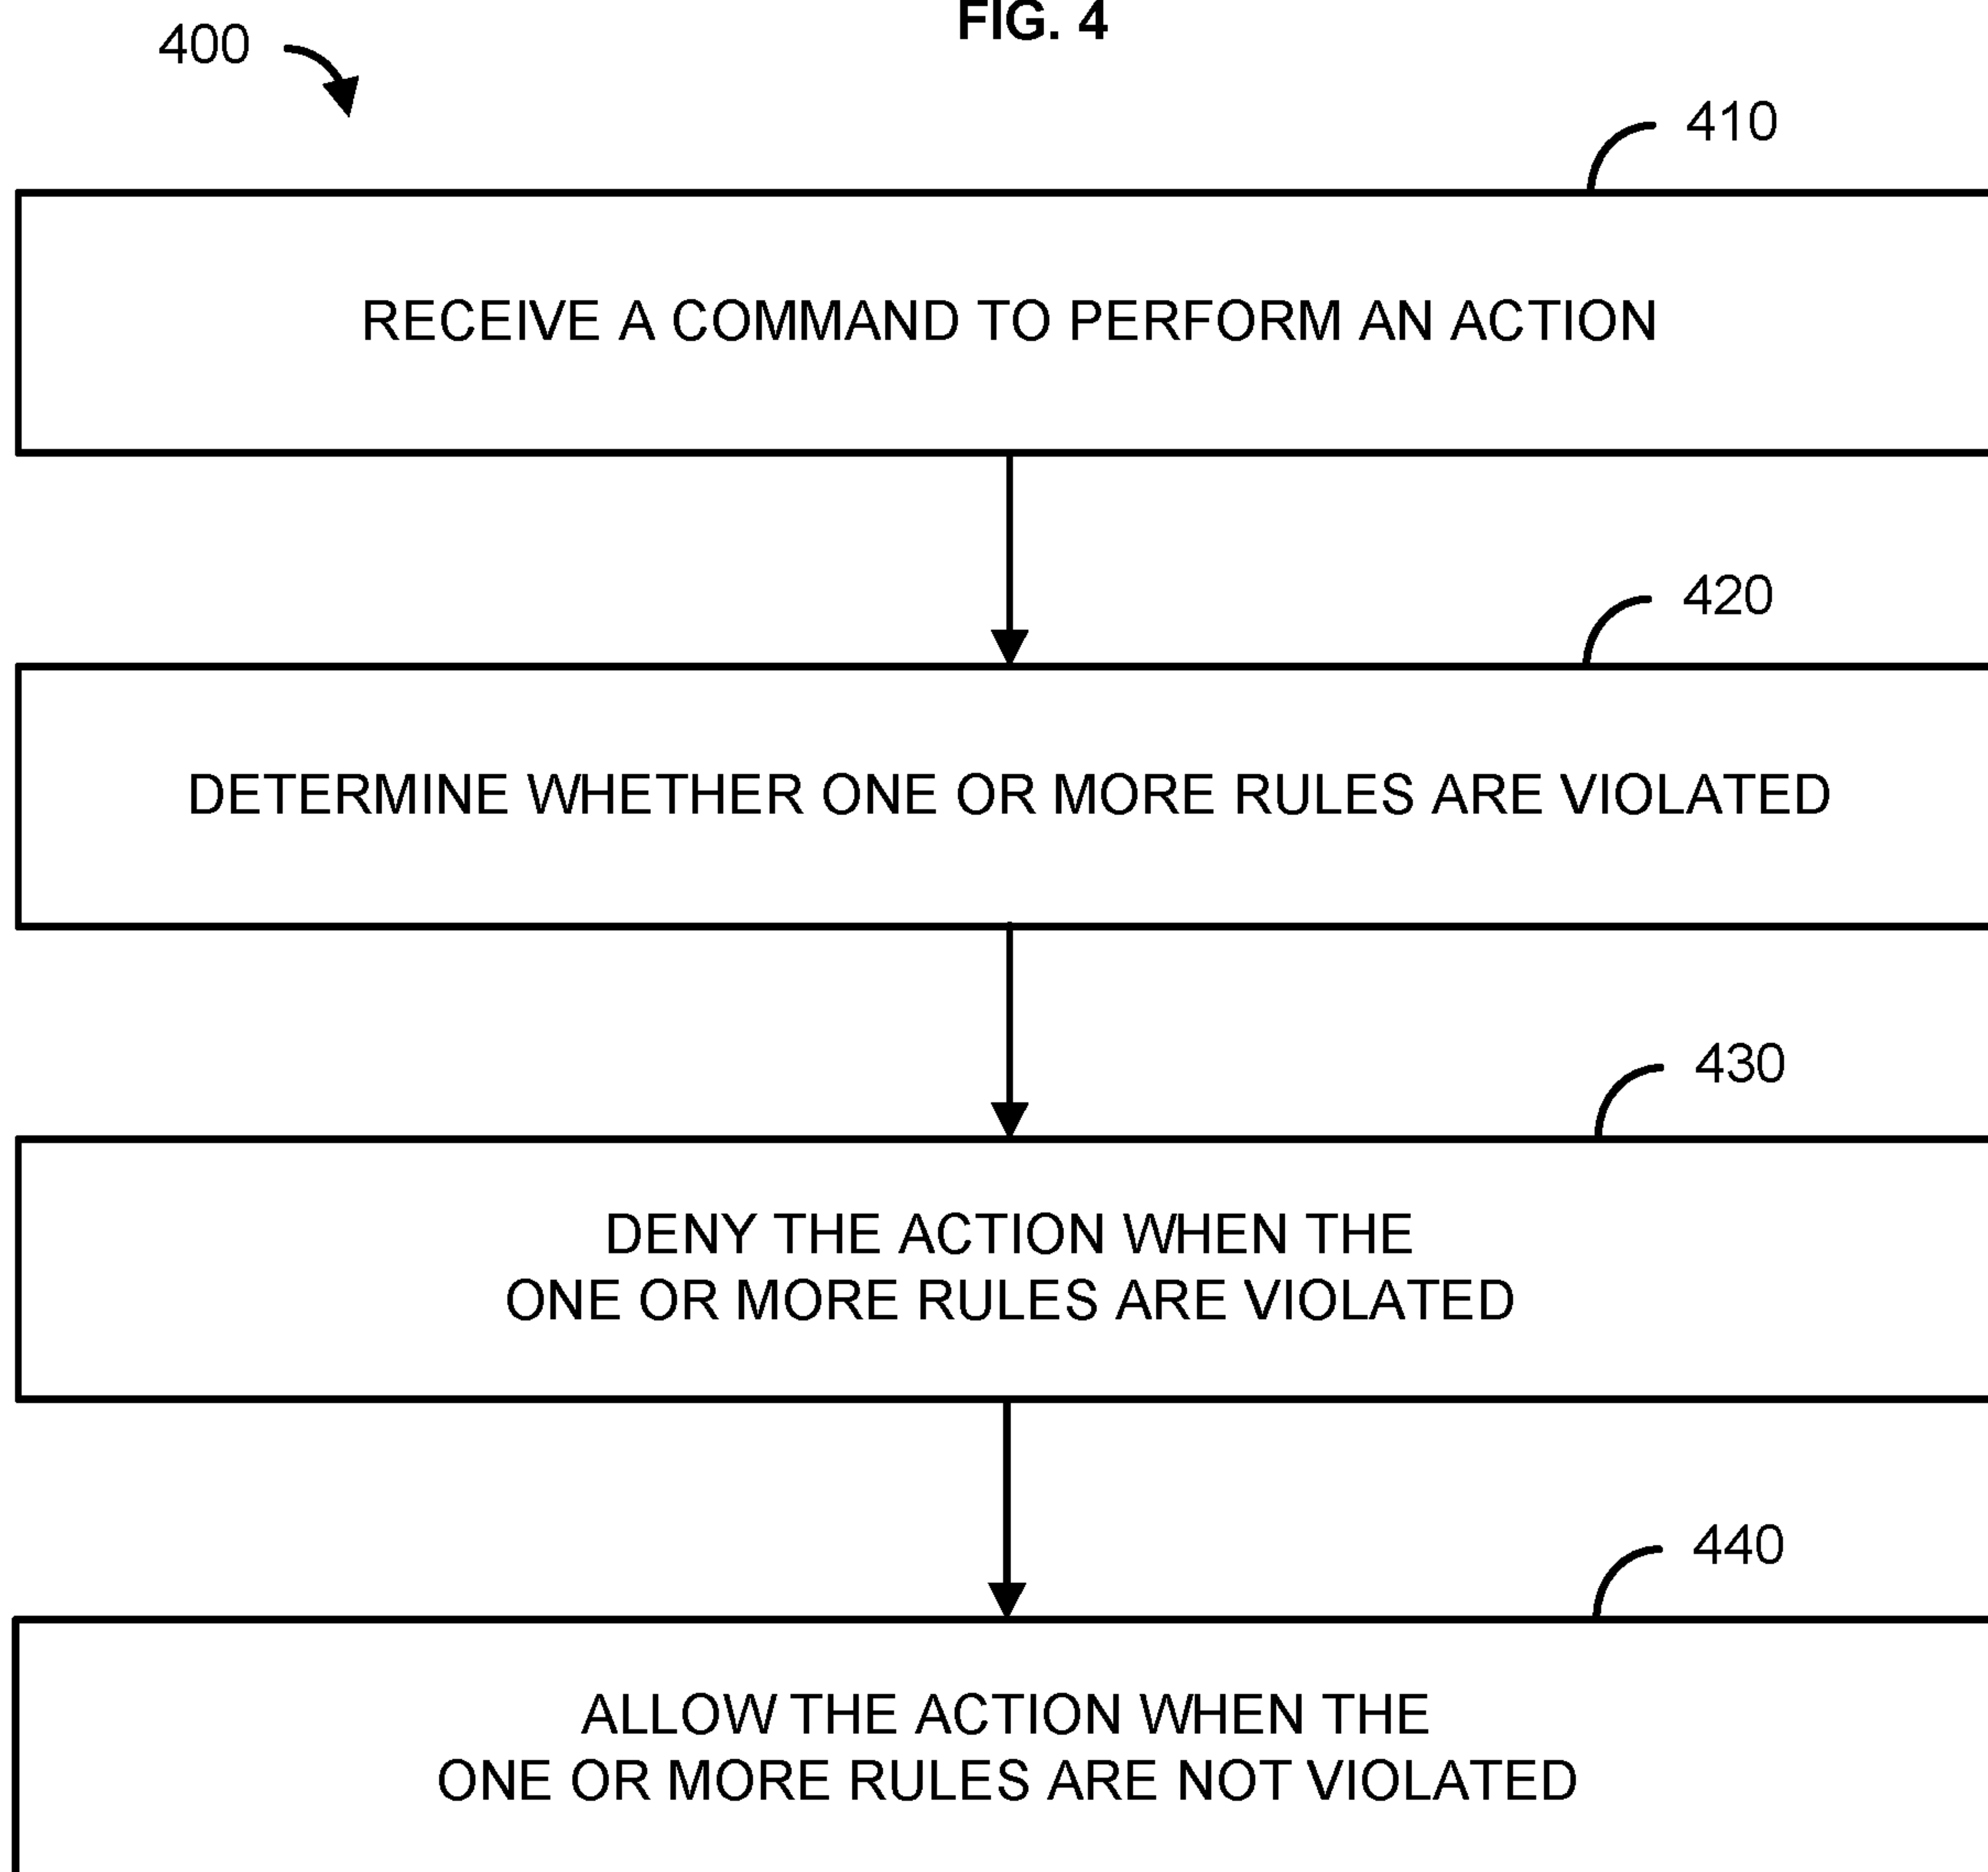 FIG. 4
400
410
RECEIVE A COMMAND TO PERFORM AN ACTION
420
DETERMINE WHETHER ONE OR MORE RULES ARE VIOLATED
430
DENY THE ACTION WHEN THE
ONE OR MORE RULES ARE VIOLATED
440
ALLOW THE ACTION WHEN THE
ONE OR MORE RULES ARE NOT VIOLATED